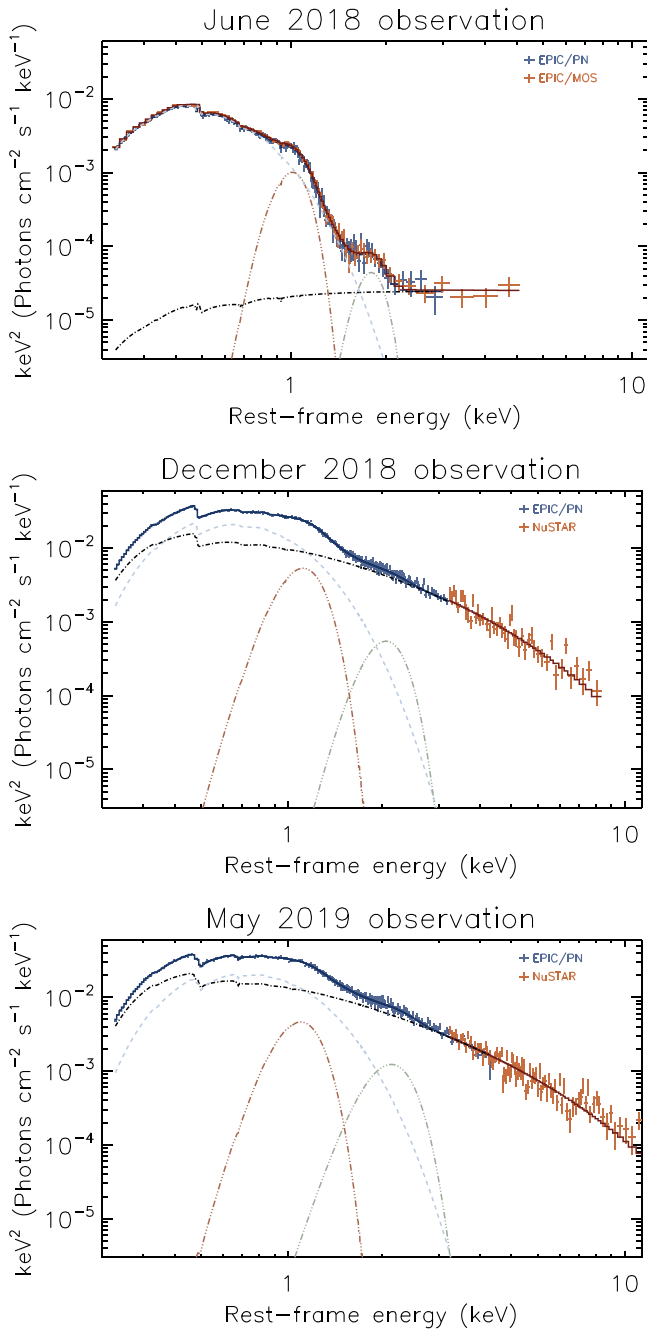 June 2018 observation
EPIC/PN
EPIC/MOS
10⁻²
10⁻³
10⁻⁴
10⁻⁵
keV² (Photons cm⁻² s⁻¹ keV⁻¹)
1
10
Rest−frame energy (keV)
December 2018 observation
EPIC/PN
NuSTAR
10⁻²
10⁻³
10⁻⁴
10⁻⁵
keV² (Photons cm⁻² s⁻¹ keV⁻¹)
1
10
Rest−frame energy (keV)
May 2019 observation
EPIC/PN
NuSTAR
10⁻²
10⁻³
10⁻⁴
10⁻⁵
keV² (Photons cm⁻² s⁻¹ keV⁻¹)
1
10
Rest−frame energy (keV)